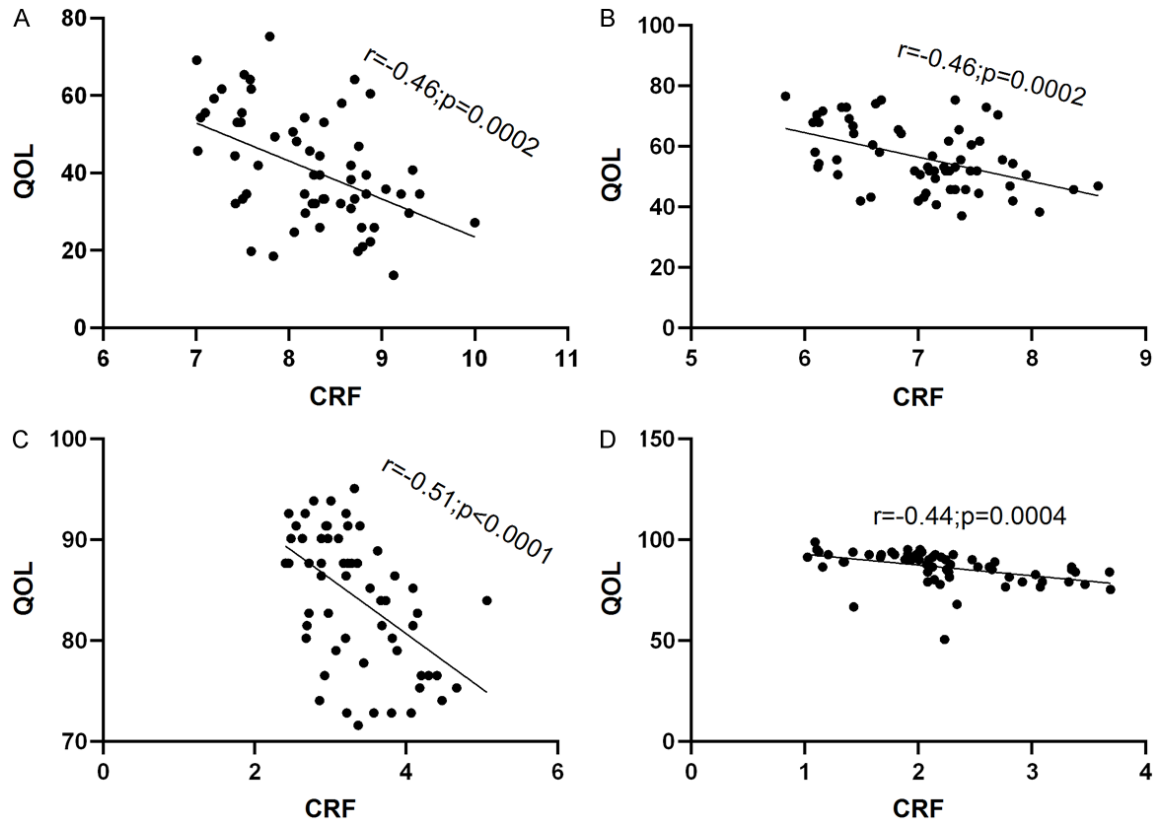 A
80
60
40
20
0
QOL
6 7 8 9 10 11
CRF
r=-0.46;p=0.0002
B
100
80
60
40
20
0
QOL
5 6 7 8 9
CRF
r=-0.46;p=0.0002
C
100
90
80
70
QOL
0 2 4 6
CRF
r=-0.51;p<0.0001
D
150
100
50
0
QOL
0 1 2 3 4
CRF
r=-0.44;p=0.0004